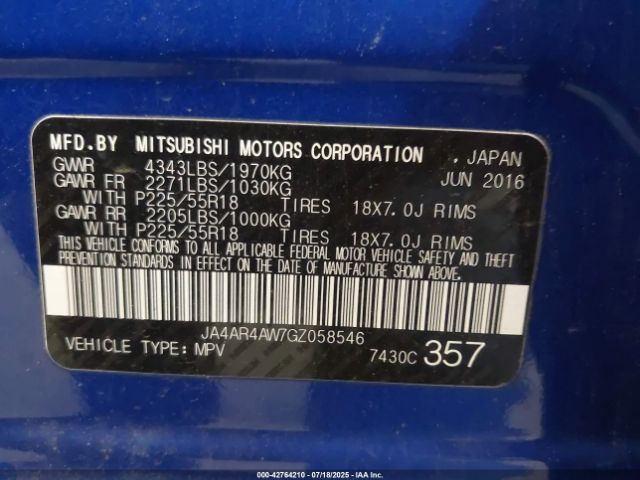 MFD.BY MITSUBISHI MOTORS CORPORATION . JAPAN
GVWR 4343LBS/1970KG JUN 2016
GAWR FR 2271LBS/1030KG
WITH P225/55R18 TIRES 18X7.0J RIMS
GAWR RR 2205LBS/1000KG
WITH P225/55R18 TIRES 18X7.0J RIMS
THIS VEHICLE CONFORMS TO ALL APPLICABLE FEDERAL MOTOR VEHICLE SAFETY AND THEFT
PREVENTION STANDARDS IN EFFECT ON THE DATE OF MANUFACTURE SHOWN ABOVE.
JA4AR4AW7GZ058546
VEHICLE TYPE: MPV 7430C 357
000-42764210 - 07/18/2025 - IAA Inc.